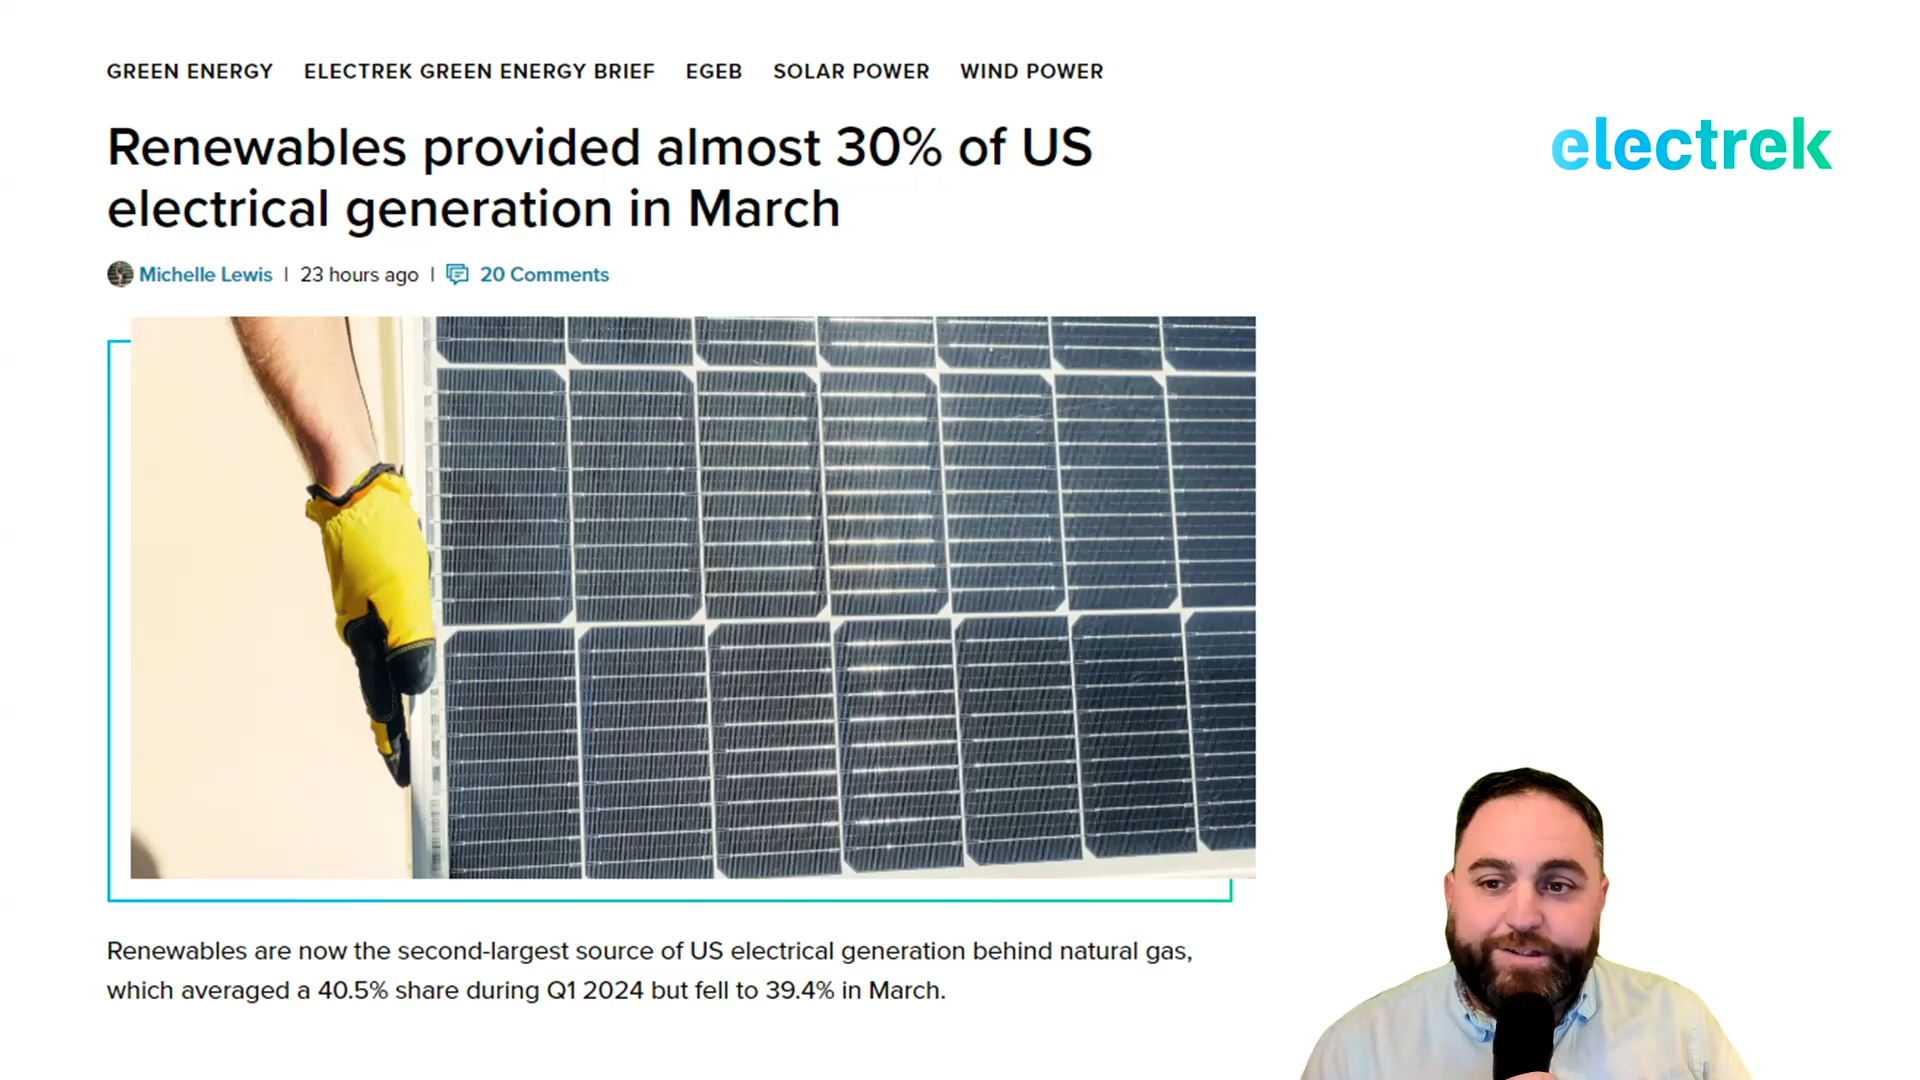 GREEN ENERGY ELECTREK GREEN ENERGY BRIEF EGEB SOLAR POWER WIND POWER
electrek
Renewables provided almost 30% of US
electrical generation in March
Michelle Lewis | 23 hours ago | 20 Comments
Renewables are now the second-largest source of US electrical generation behind natural gas,
which averaged a 40.5% share during Q1 2024 but fell to 39.4% in March.